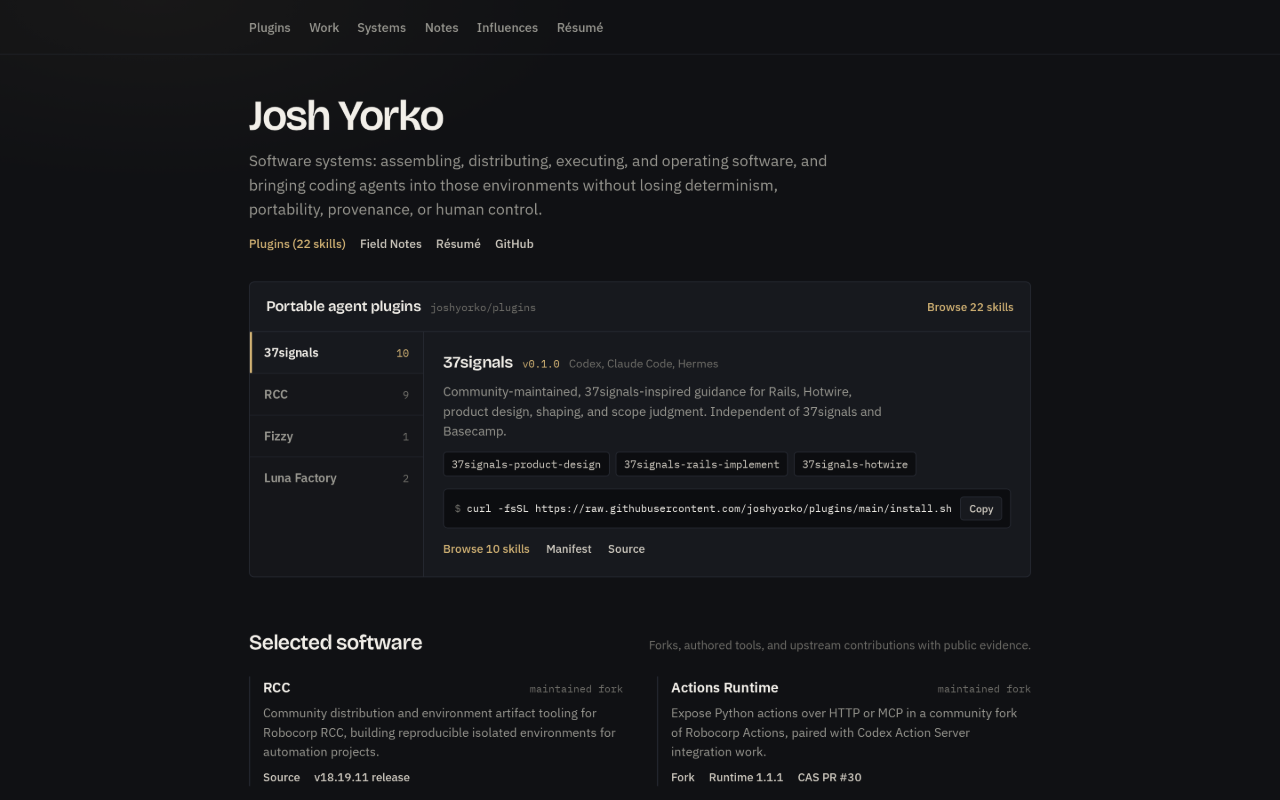 Plugins Work Systems Notes Influences Résumé
Josh Yorko
Software systems: assembling, distributing, executing, and operating software, and
bringing coding agents into those environments without losing determinism,
portability, provenance, or human control.
Plugins (22 skills) Field Notes Résumé GitHub
Portable agent plugins joshyorko/plugins Browse 22 skills
37signals 10
RCC 9
Fizzy 1
Luna Factory 2
37signals v0.1.0 Codex, Claude Code, Hermes
Community-maintained, 37signals-inspired guidance for Rails, Hotwire,
product design, shaping, and scope judgment. Independent of 37signals and
Basecamp.
37signals-product-design 37signals-rails-implement 37signals-hotwire
$ curl -fsSL https://raw.githubusercontent.com/joshyorko/plugins/main/install.sh Copy
Browse 10 skills Manifest Source
Selected software Forks, authored tools, and upstream contributions with public evidence.
RCC maintained fork
Community distribution and environment artifact tooling for
Robocorp RCC, building reproducible isolated environments for
automation projects.
Source v18.19.11 release
Actions Runtime maintained fork
Expose Python actions over HTTP or MCP in a community fork
of Robocorp Actions, paired with Codex Action Server
integration work.
Fork Runtime 1.1.1 CAS PR #30